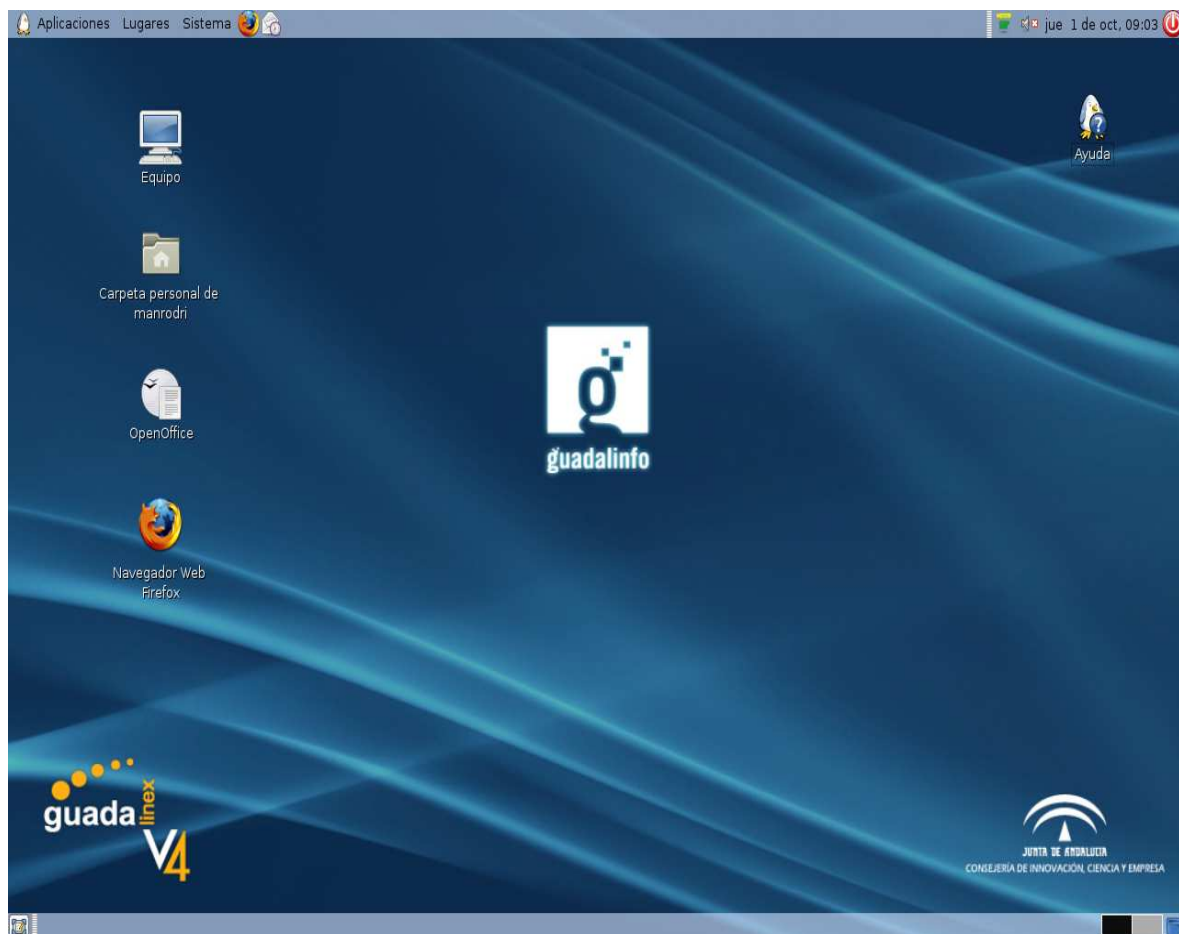 Aplicaciones Lugares Sistema
jue 1 de oct, 09:03
Equipo
Ayuda
Carpeta personal de
manrodri
OpenOffice
Navegador Web
Firefox
g
guadalinfo
guada
linex
V4
JUNTA DE ANDALUCIA
CONSEJERÍA DE INNOVACIÓN, CIENCIA Y EMPRESA